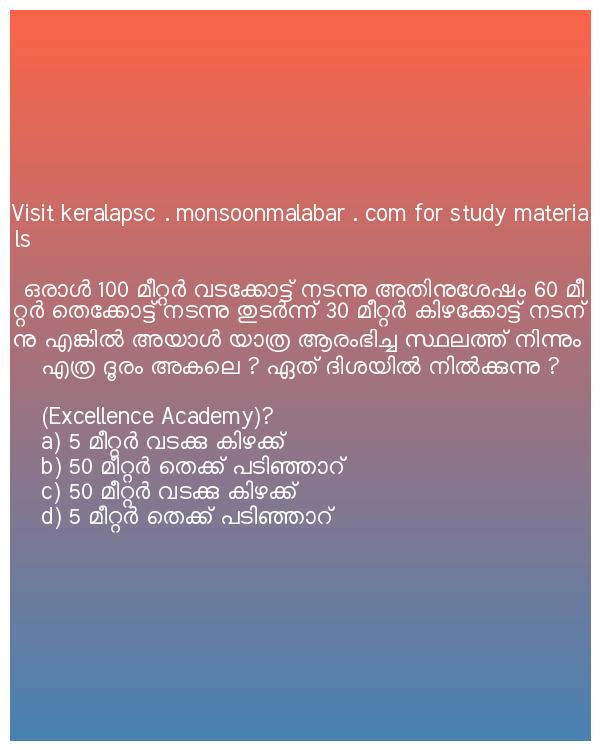 Visit keralapsc . monsoonmalabar . com for study materia
ls
ഒരാൾ 100 മീറ്റർ വടക്കോട്ട് നടന്നു അതിനുശേഷം 60 മീ
റ്റർ തെക്കോട്ട് നടന്നു തുടർന്ന് 30 മീറ്റർ കിഴക്കോട്ട് നടന്
നു എങ്കിൽ അയാൾ യാത്ര ആരംഭിച്ച സ്ഥലത്ത് നിന്നും
എത്ര ദൂരം അകലെ ? ഏത് ദിശയിൽ നിൽക്കുന്നു ?
(Excellence Academy)?
a) 5 മീറ്റർ വടക്കു കിഴക്ക്
b) 50 മീറ്റർ തെക്ക് പടിഞ്ഞാറ്
c) 50 മീറ്റർ വടക്കു കിഴക്ക്
d) 5 മീറ്റർ തെക്ക് പടിഞ്ഞാറ്